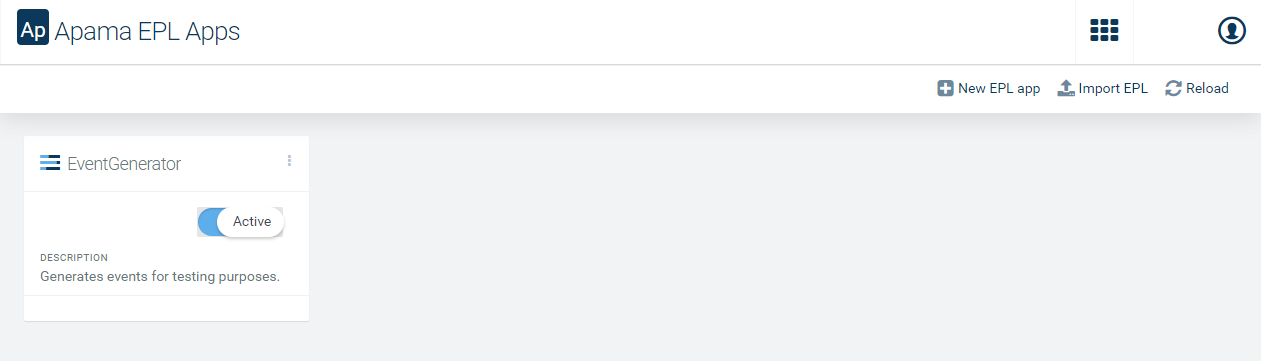 Ap Apama EPL Apps
New EPL app Import EPL Reload
EventGenerator
Active
DESCRIPTION
Generates events for testing purposes.